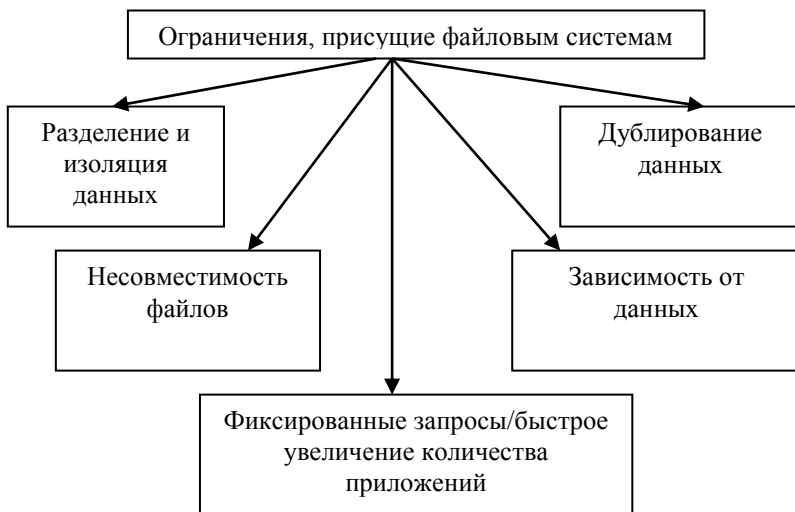 Ограничения, присущие файловым системам
Разделение и
изоляция
данных
Дублирование
данных
Несовместимость
файлов
Зависимость от
данных
Фиксированные запросы/быстрое
увеличение количества
приложений